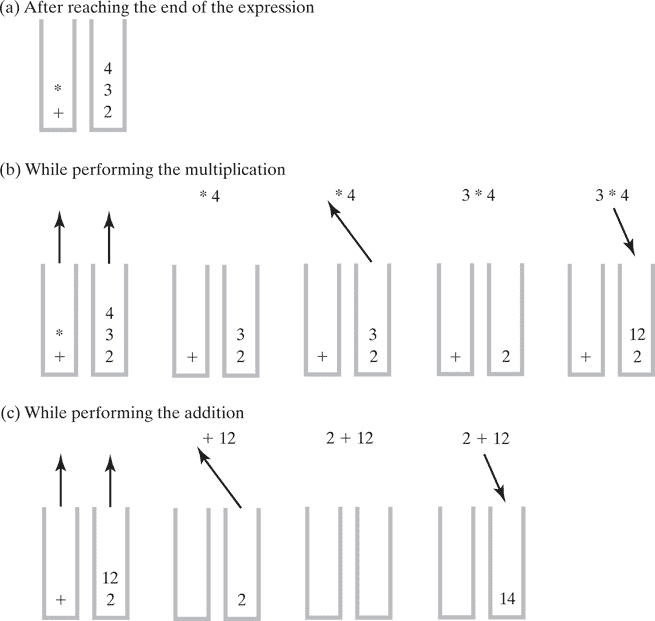 (a) After reaching the end of the expression
4
* 3
+ 2
(b) While performing the multiplication
* 4 * 4 3 * 4 3 * 4
4
* 3 3 3 12
+ 2 + 2 + 2 + 2 + 2
(c) While performing the addition
+ 12 2 + 12 2 + 12
12
+ 2 2 14